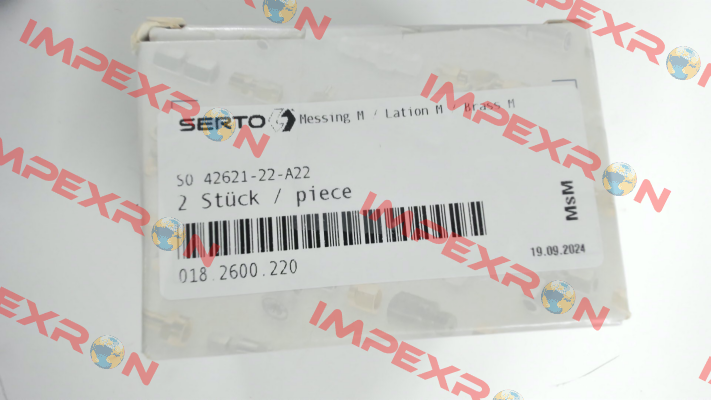 SERTO Messing M / Lation M / Brass M
SO 42621-22-A22
2 Stück / piece
MsM
19.09.2024
018.2600.220
IMPEXRON
IMPEXRON
IMPEXRON
IMPEXRON
IMPEXRON
IMPEXRON
IMPEXRON
IMPEXRON